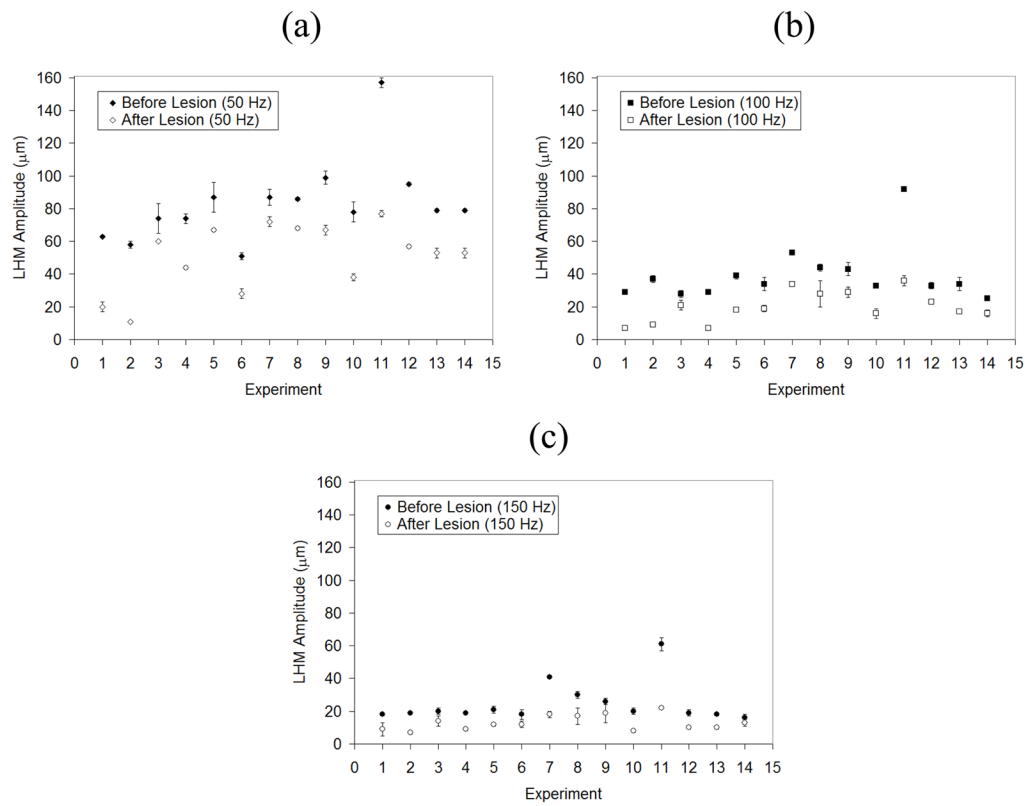 (a)
160
140
120
100
80
60
40
20
0
LHM Amplitude (μm)
Before Lesion (50 Hz)
After Lesion (50 Hz)
0 1 2 3 4 5 6 7 8 9 10 11 12 13 14 15
Experiment
(b)
160
140
120
100
80
60
40
20
0
LHM Amplitude (μm)
Before Lesion (100 Hz)
After Lesion (100 Hz)
0 1 2 3 4 5 6 7 8 9 10 11 12 13 14 15
Experiment
(c)
160
140
120
100
80
60
40
20
0
LHM Amplitude (μm)
Before Lesion (150 Hz)
After Lesion (150 Hz)
0 1 2 3 4 5 6 7 8 9 10 11 12 13 14 15
Experiment